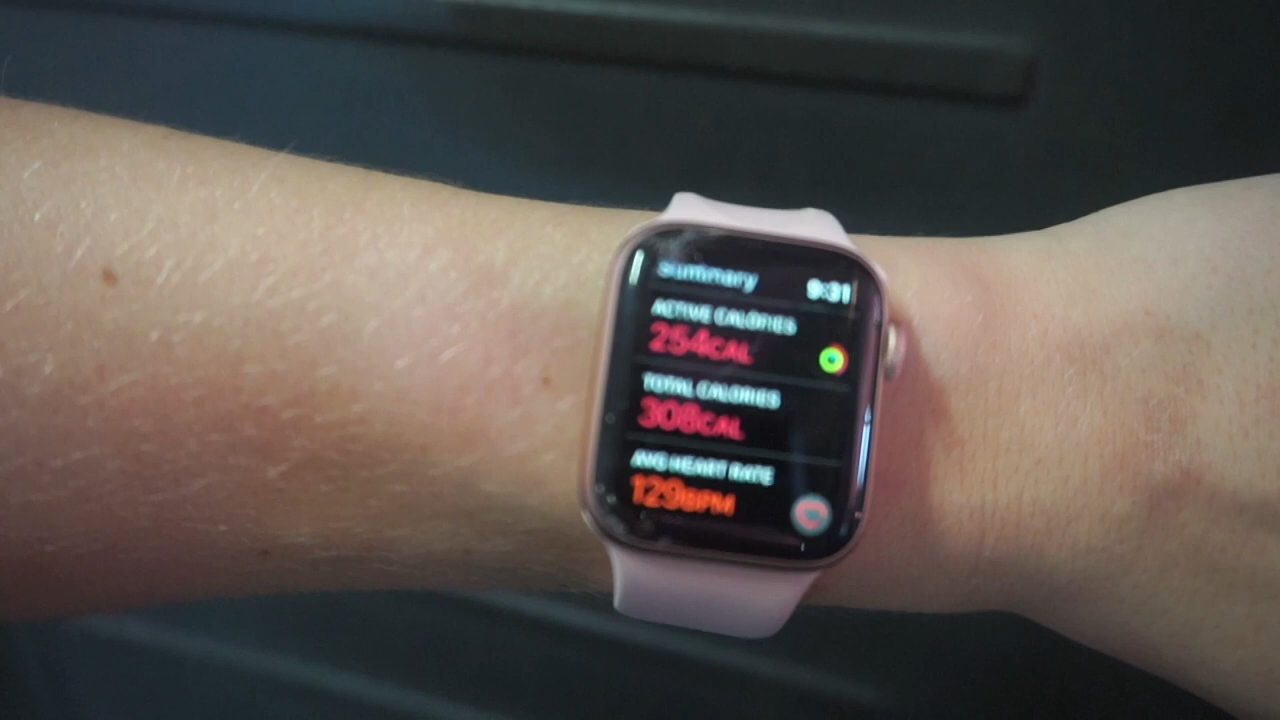 Summary
9:31
ACTIVE CALORIES
254CAL
TOTAL CALORIES
308CAL
AVG HEART RATE
129BPM